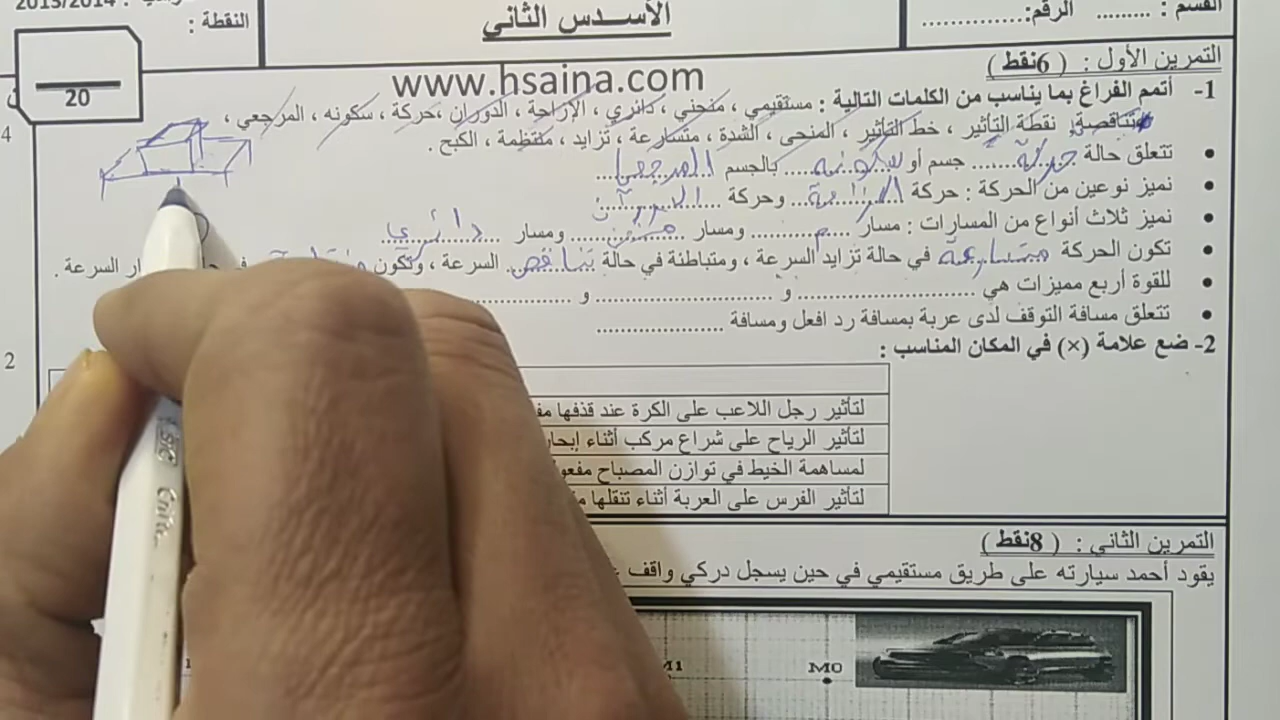 القسم : .......... الرقم:..............
الأسدس الثاني
2013/2014
النقطة :
20
www.hsaina.com
التمرين الأول : ( 6نقط )
1- أتمم الفراغ بما يناسب من الكلمات التالية : مستقيمي ، منحني ، دائري ، الإزاحة ، الدوران ، حركة ، سكونه ، المرجعي ،
تناقصة، نقطة التأثير ، خط التأثير ، المنحى ، الشدة ، متسارعة ، تزايد ، منتظمة ، الكبح .
• تتعلق حالة حركة جسم أو سكونه بالجسم المرجعي
• نميز نوعين من الحركة : حركة الإزاحة وحركة الدوران
• نميز ثلاث أنواع من المسارات : مسار م ومسار منحني ومسار دائري
• تكون الحركة متسارعة في حالة تزايد السرعة ، ومتباطئة في حالة تناقص السرعة ، وتكون السرعة .
• للقوة أربع مميزات هي .............................. و .............................. و
• تتعلق مسافة التوقف لدى عربة بمسافة رد افعل ومسافة ......................
2- ضع علامة (×) في المكان المناسب :
لتأثير رجل اللاعب على الكرة عند قذفها
لتأثير الرياح على شراع مركب أثناء
لمساهمة الخيط في توازن المصباح
لتأثير الفرس على العربة أثناء تنقلها
4
2
التمرين الثاني : ( 8نقط )
يقود أحمد سيارته على طريق مستقيمي في حين يسجل دركي واقف
M1
M0